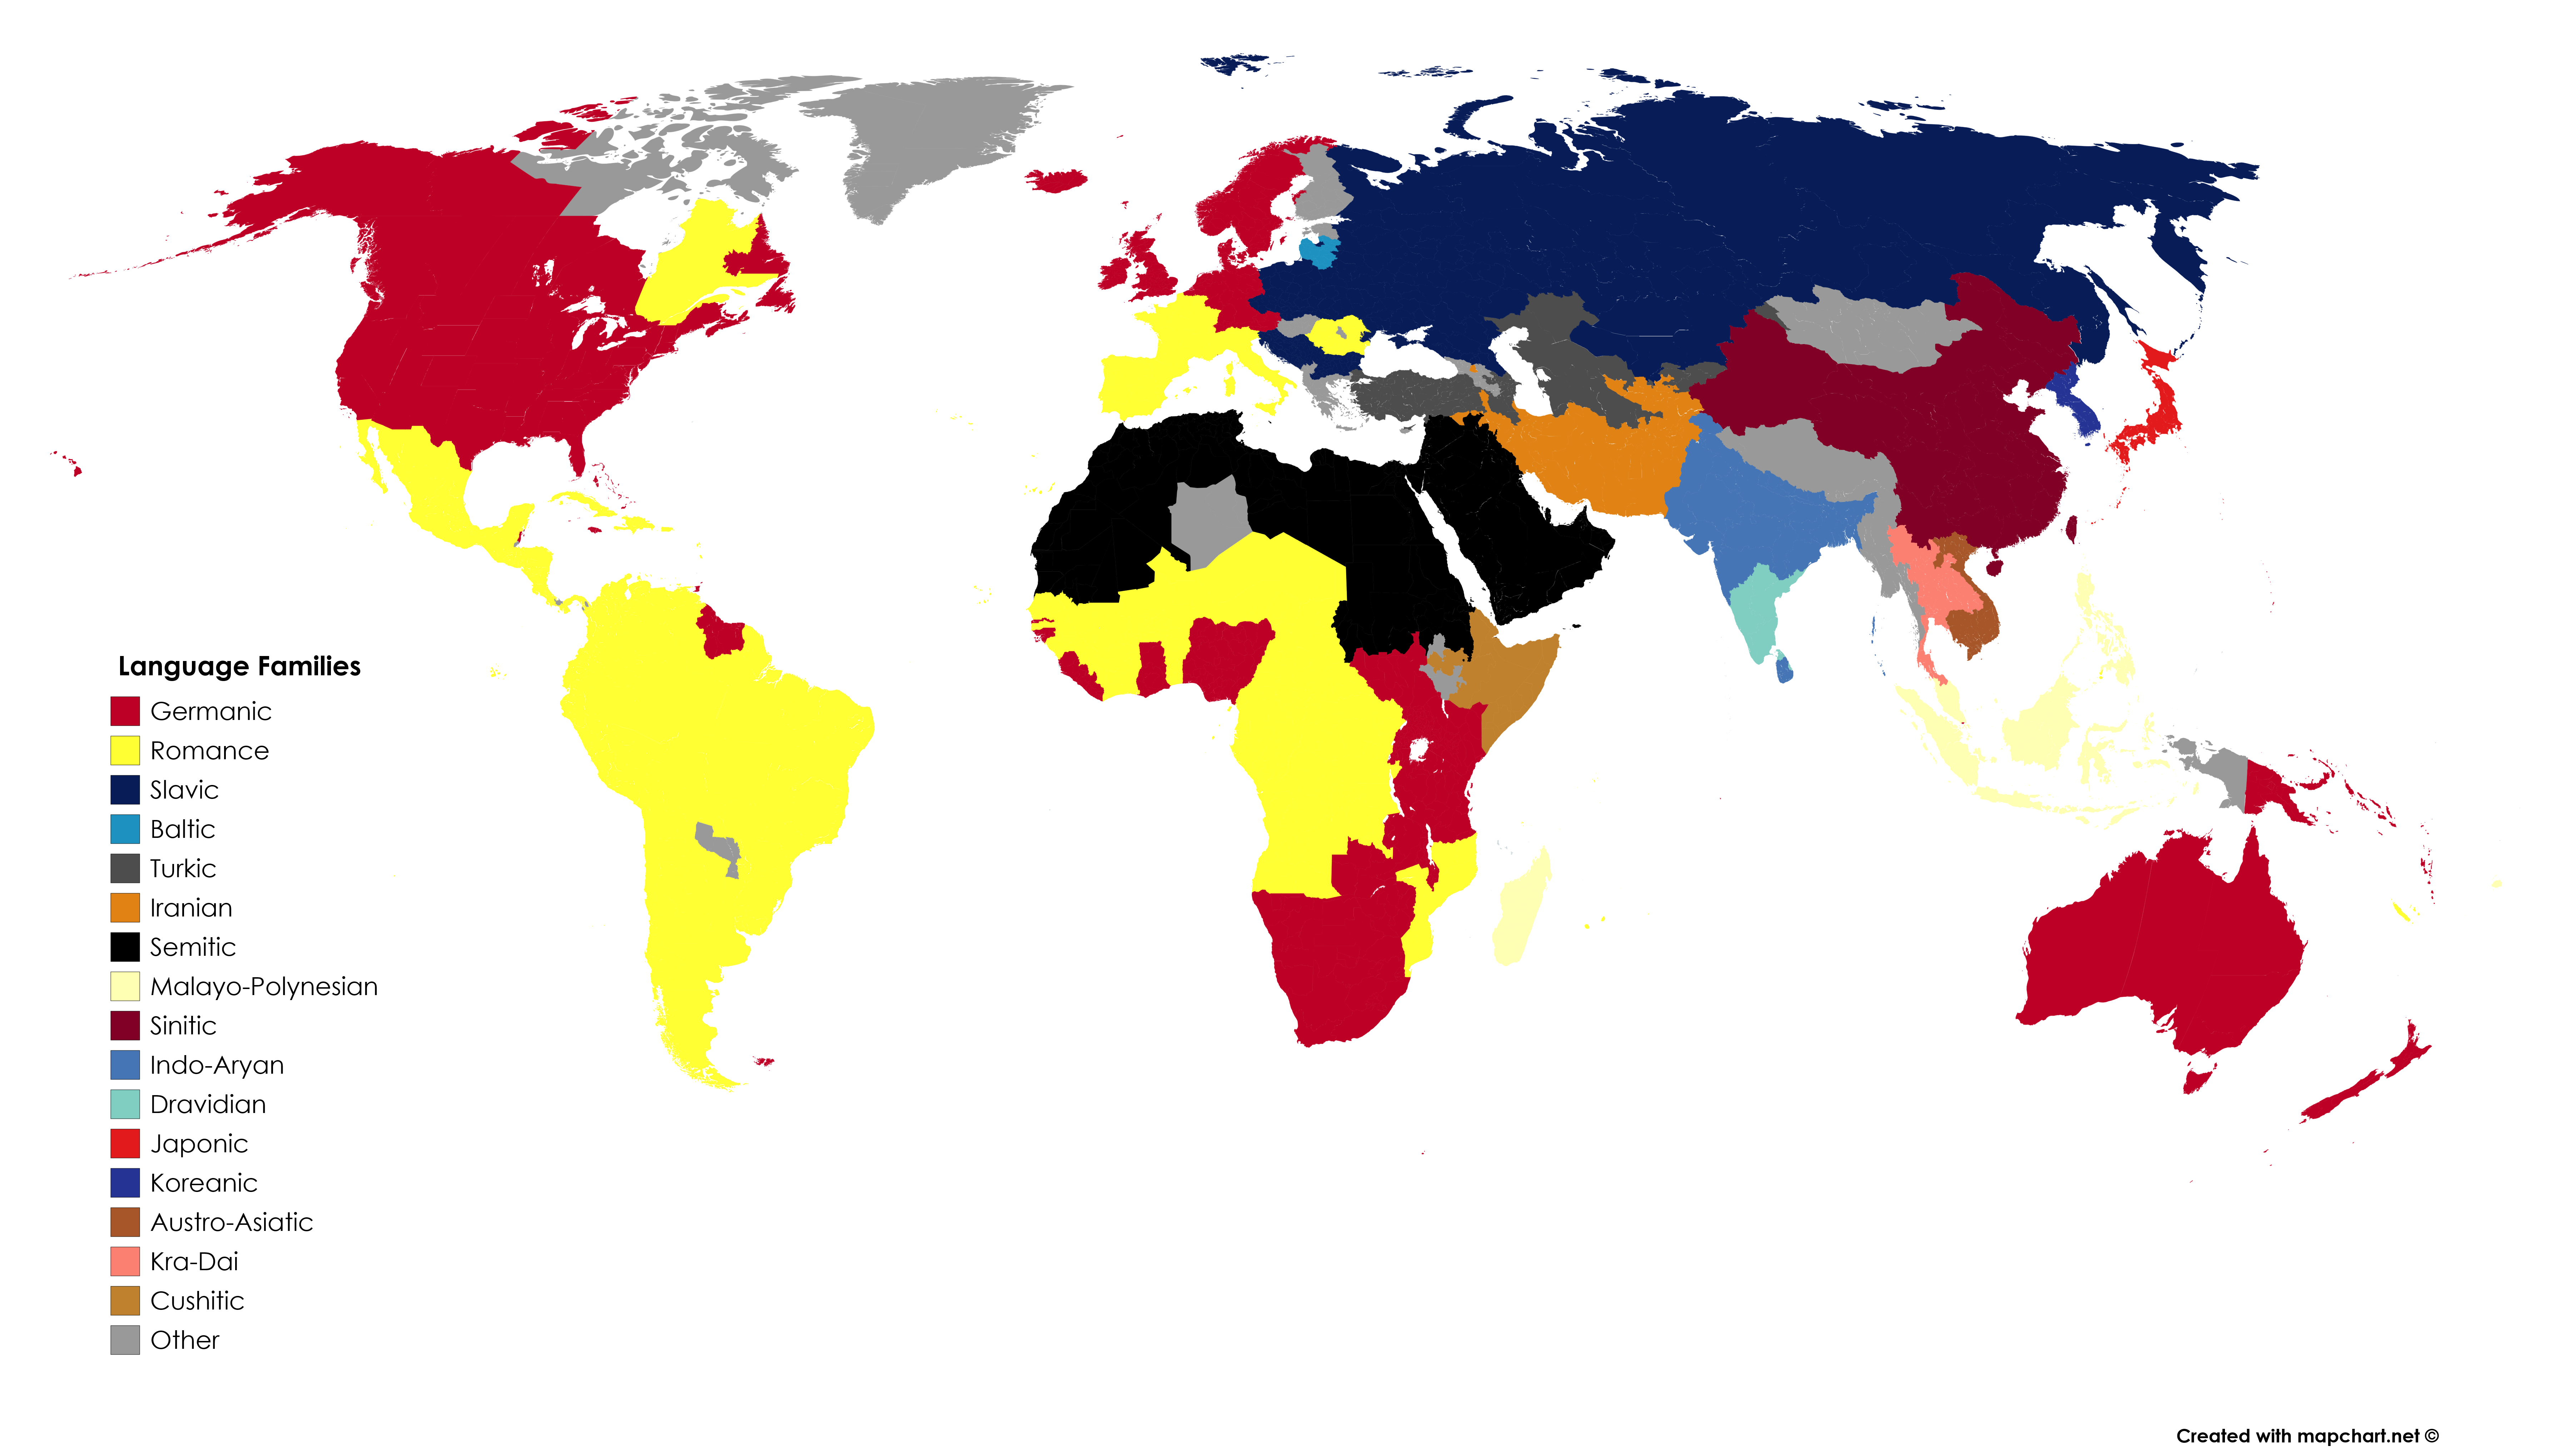 Language Families
Germanic
Romance
Slavic
Baltic
Turkic
Iranian
Semitic
Malayo-Polynesian
Sinitic
Indo-Aryan
Dravidian
Japonic
Koreanic
Austro-Asiatic
Kra-Dai
Cushitic
Other
Created with mapchart.net ©